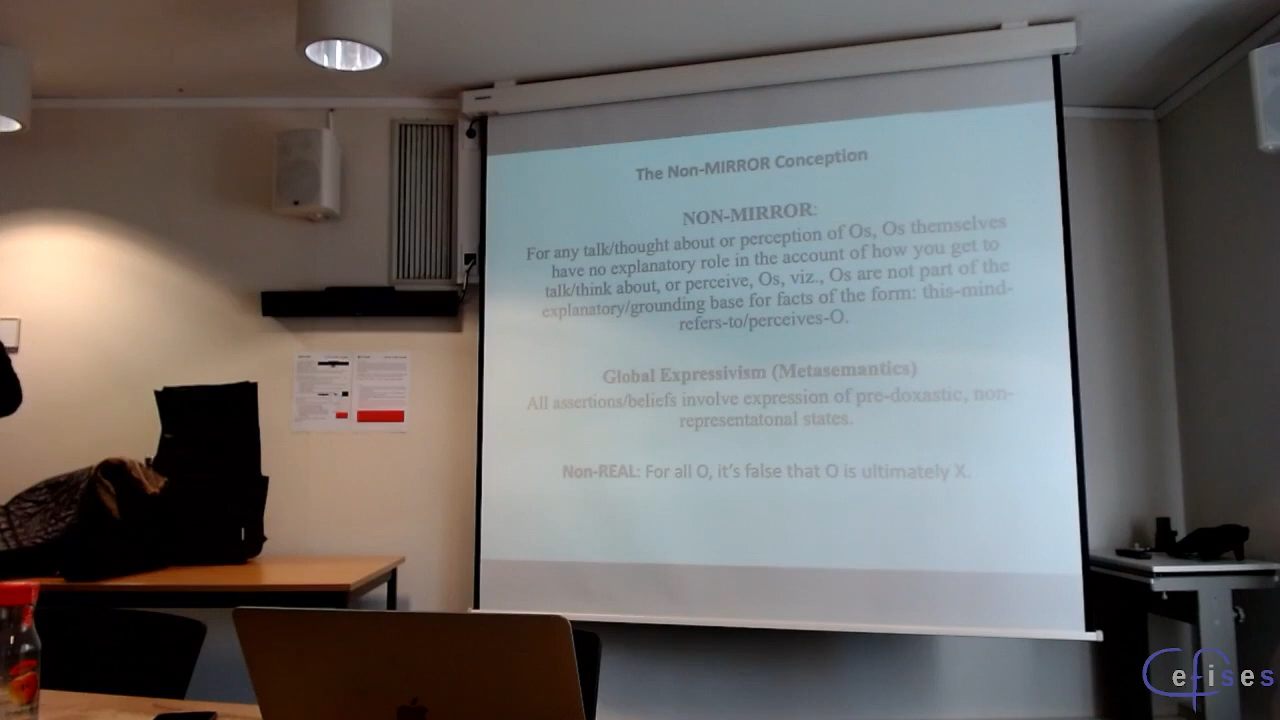 The Non-MIRROR Conception
NON-MIRROR:
For any talk/thought about or perception of Os, Os themselves
have no explanatory role in the account of how you get to
talk/think about, or perceive, Os, viz., Os are not part of the
explanatory/grounding base for facts of the form: this-mind-
refers-to/perceives-O.
Global Expressivism (Metasemantics)
All assertions/beliefs involve expression of pre-doxastic, non-
representatonal states.
Non-REAL: For all O, it's false that O is ultimately X.
Cefises